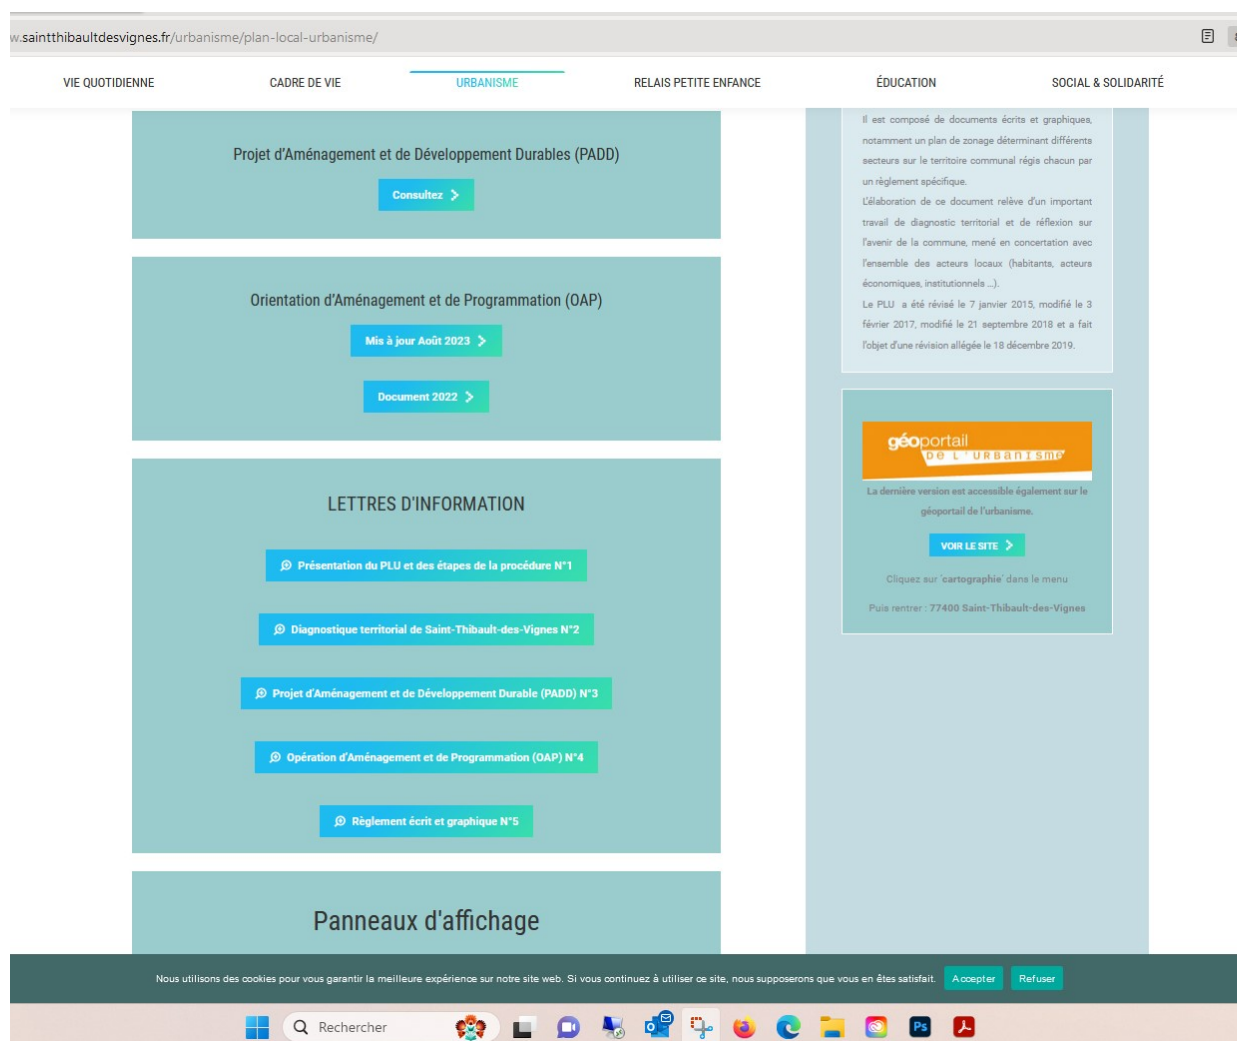 w.saintthibaultdesvignes.fr/urbanisme/plan-local-urbanisme/
VIE QUOTIDIENNE
CADRE DE VIE
URBANISME
RELAIS PETITE ENFANCE
ÉDUCATION
SOCIAL & SOLIDARITÉ
Projet d'Aménagement et de Développement Durables (PADD)
Consultez
Orientation d'Aménagement et de Programmation (OAP)
Mis à jour Août 2023
Document 2022
LETTRES D'INFORMATION
Présentation du PLU et des étapes de la procédure N°1
Diagnostique territorial de Saint-Thibault-des-Vignes N°2
Projet d'Aménagement et de Développement Durable (PADD) N°3
Opération d'Aménagement et de Programmation (OAP) N°4
Règlement écrit et graphique N°5
Panneaux d'affichage
Il est composé de documents écrits et graphiques,
notamment un plan de zonage déterminant différents
secteurs sur le territoire communal régis chacun par
un règlement spécifique.
L'élaboration de ce document relève d'un important
travail de diagnostic territorial et de réflexion sur
l'avenir de la commune, mené en concertation avec
l'ensemble des acteurs locaux (habitants, acteurs
économiques, institutionnels ...).
Le PLU a été révisé le 7 janvier 2015, modifié le 3
février 2017, modifié le 21 septembre 2018 et a fait
l'objet d'une révision allégée le 18 décembre 2019.
géoportail
DE L'URBANISME
La dernière version est accessible également sur le
géoportail de l'urbanisme.
VOIR LE SITE
Cliquez sur 'cartographie' dans le menu
Puis rentrer : 77400 Saint-Thibault-des-Vignes
Nous utilisons des cookies pour vous garantir la meilleure expérience sur notre site web. Si vous continuez à utiliser ce site, nous supposerons que vous en êtes satisfait.
Accepter
Refuser
Rechercher
Ps